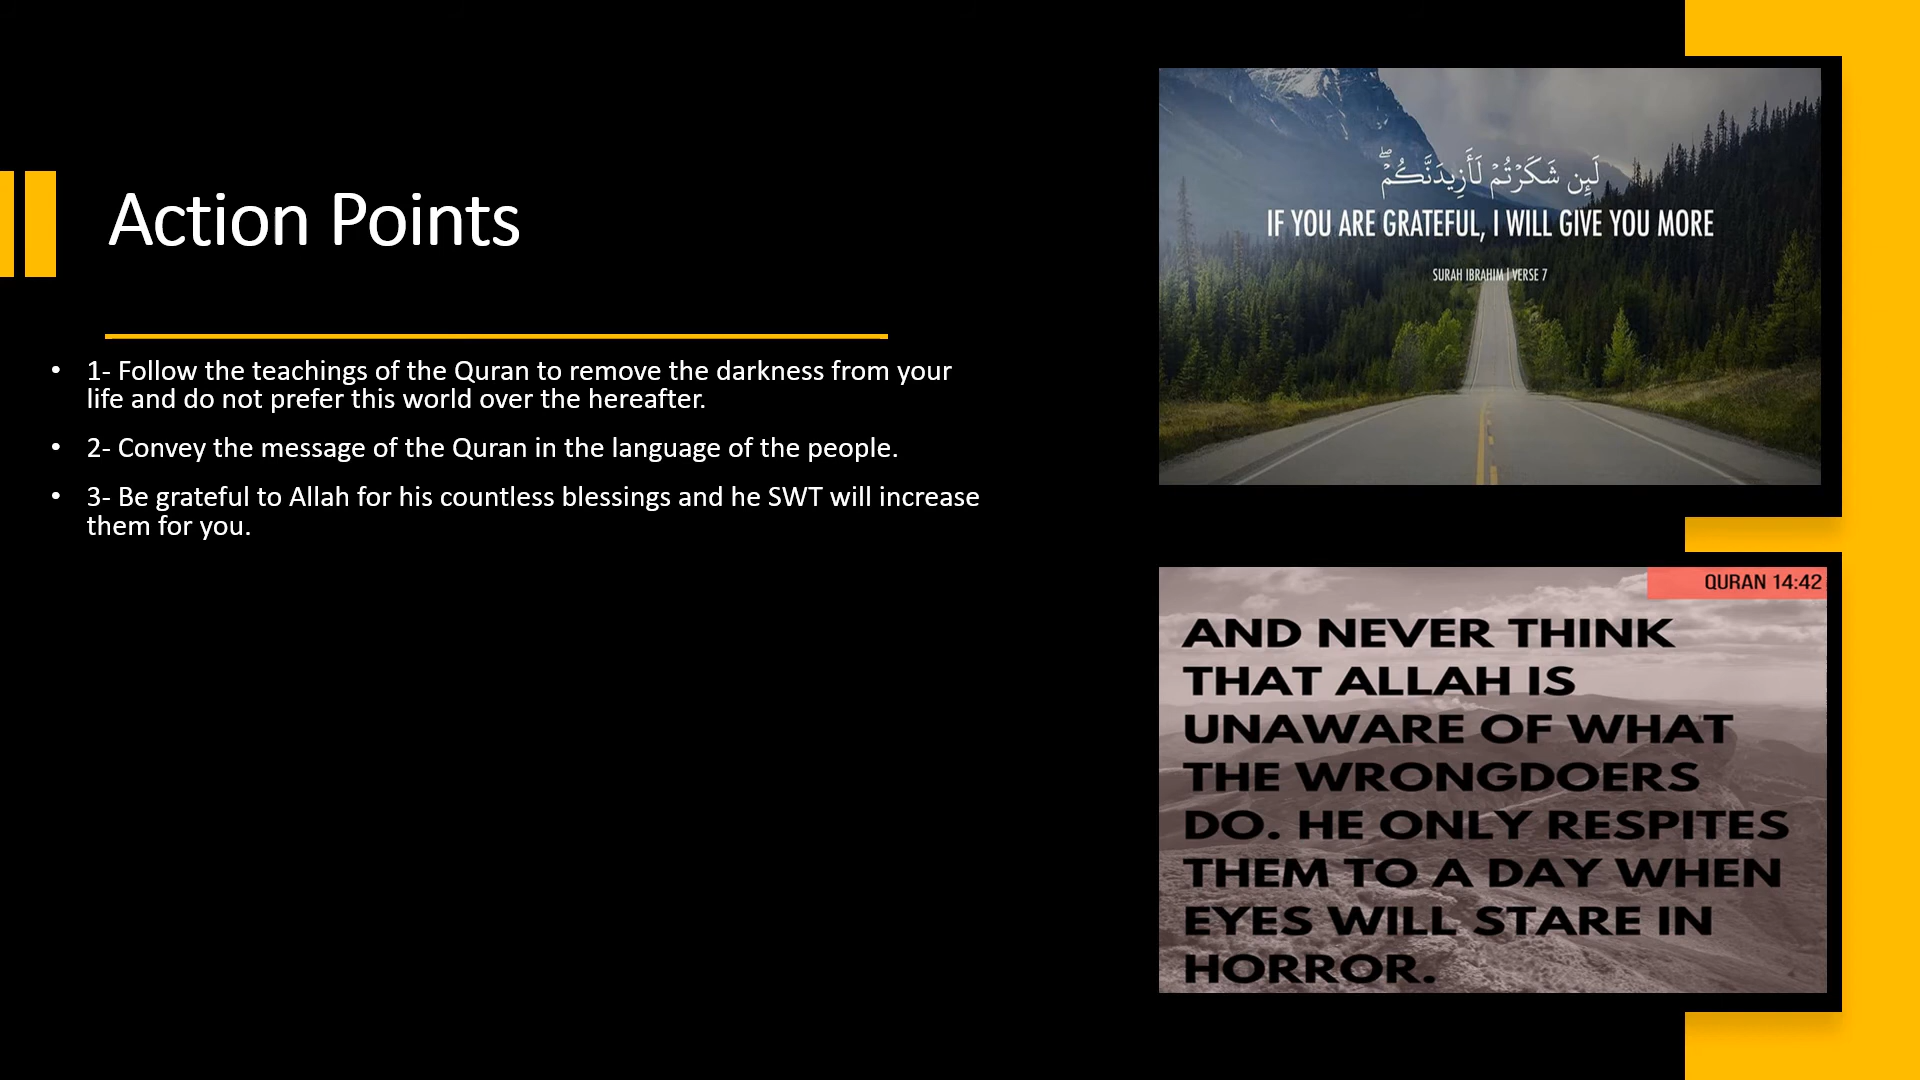 Action Points
• 1- Follow the teachings of the Quran to remove the darkness from your
life and do not prefer this world over the hereafter.
• 2- Convey the message of the Quran in the language of the people.
• 3- Be grateful to Allah for his countless blessings and he SWT will increase
them for you.
لَئِن شَكَرْتُمْ لَأَزِيدَنَّكُمْ ۖ
IF YOU ARE GRATEFUL, I WILL GIVE YOU MORE
SURAH IBRAHIM | VERSE 7
QURAN 14:42
AND NEVER THINK
THAT ALLAH IS
UNAWARE OF WHAT
THE WRONGDOERS
DO. HE ONLY RESPITES
THEM TO A DAY WHEN
EYES WILL STARE IN
HORROR.